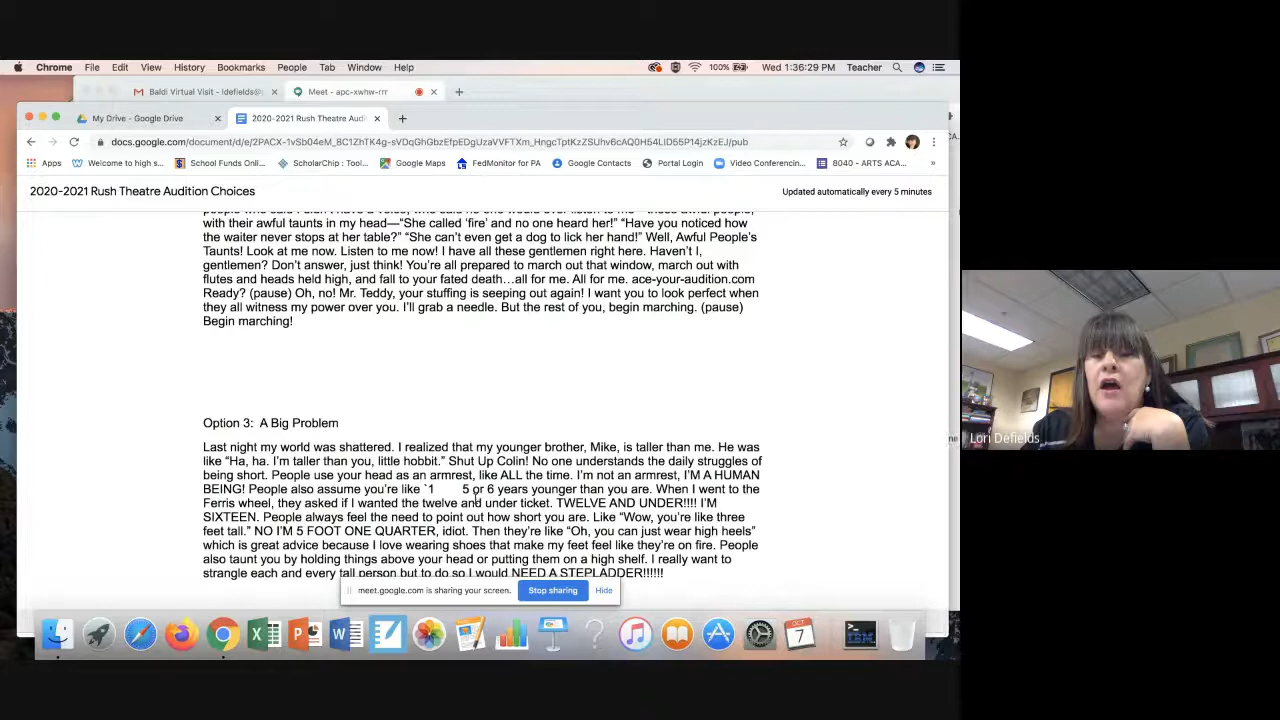 Chrome File Edit View History Bookmarks People Tab Window Help 100% Wed 1:36:29 PM Teacher
Baldi Virtual Visit - ldefields@ Meet - apc-xwhw-rrr
My Drive - Google Drive 2020-2021 Rush Theatre Audi
docs.google.com
Apps Welcome to high s... School Funds Onli... ScholarChip : Tool... Google Maps FedMonitor for PA Google Contacts Portal Login Video Conferencin... 8040 - ARTS ACA... »
2020-2021 Rush Theatre Audition Choices Updated automatically every 5 minutes
with their awful taunts in my head—“She called ‘fire’ and no one heard her!” “Have you noticed how
the waiter never stops at her table?” “She can’t even get a dog to lick her hand!” Well, Awful People’s
Taunts! Look at me now. Listen to me now! I have all these gentlemen right here. Haven’t I,
gentlemen? Don’t answer, just think! You’re all prepared to march out that window, march out with
flutes and heads held high, and fall to your fated death…all for me. All for me. ace-your-audition.com
Ready? (pause) Oh, no! Mr. Teddy, your stuffing is seeping out again! I want you to look perfect when
they all witness my power over you. I’ll grab a needle. But the rest of you, begin marching. (pause)
Begin marching!
Option 3: A Big Problem
Last night my world was shattered. I realized that my younger brother, Mike, is taller than me. He was
like “Ha, ha. I’m taller than you, little hobbit.” Shut Up Colin! No one understands the daily struggles of
being short. People use your head as an armrest, like ALL the time. I’m not an armrest, I’M A HUMAN
BEING! People also assume you’re like `1 5 or 6 years younger than you are. When I went to the
Ferris wheel, they asked if I wanted the twelve and under ticket. TWELVE AND UNDER!!!! I’M
SIXTEEN. People always feel the need to point out how short you are. Like “Wow, you’re like three
feet tall.” NO I’M 5 FOOT ONE QUARTER, idiot. Then they’re like “Oh, you can just wear high heels”
which is great advice because I love wearing shoes that make my feet feel like they’re on fire. People
also taunt you by holding things above your head or putting them on a high shelf. I really want to
strangle each and every tall person but to do so I would NEED A STEPLADDER!!!!!!
meet.google.com is sharing your screen. Stop sharing Hide
Lori Defields
OCT 7